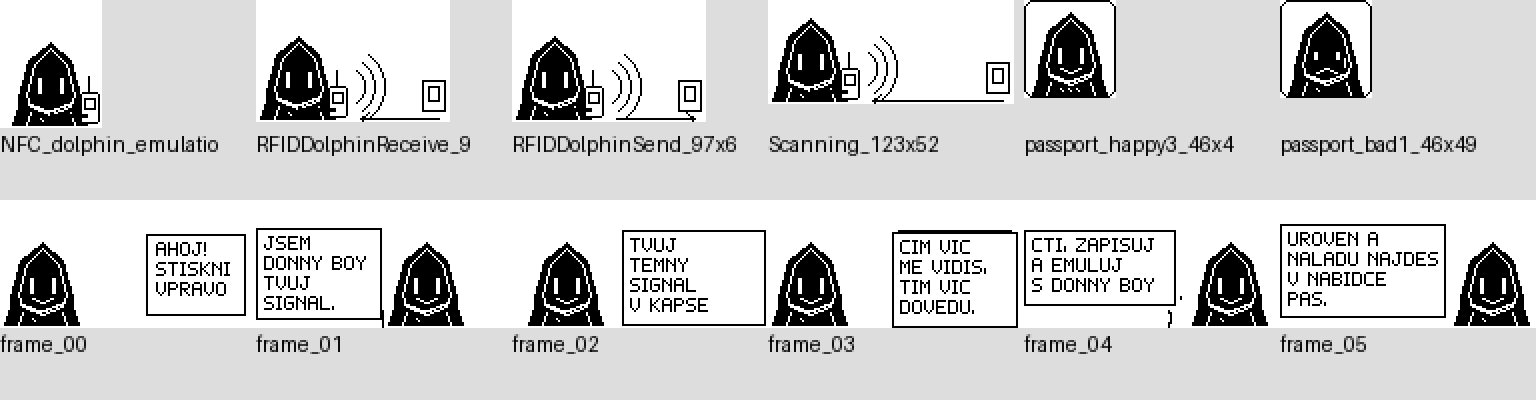 NFC_dolphin_emulatio
RFIDDolphinReceive_9
RFIDDolphinSend_97x6
Scanning_123x52
passport_happy3_46x4
passport_bad1_46x49
AHOJ!
STISKNI
VPRAVO
JSEM
DONNY BOY
TVUJ
SIGNAL.
TVUJ
TEMNY
SIGNAL
V KAPSE
CIM VIC
ME VIDIS,
TIM VIC
DOVEDU.
CTI, ZAPISUJ
A EMULUJ
S DONNY BOY
UROVEN A
NALADU NAJDES
V NABIDCE
PAS.
frame_00
frame_01
frame_02
frame_03
frame_04
frame_05